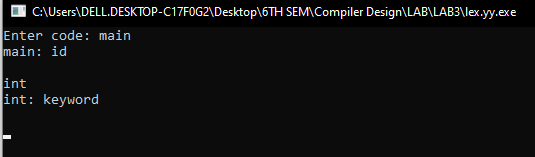 C:\Users\DELL.DESKTOP-C17F0G2\Desktop\6TH SEM\Compiler Design\LAB\LAB3\lex.yy.exe
Enter code: main
main: id
int
int: keyword